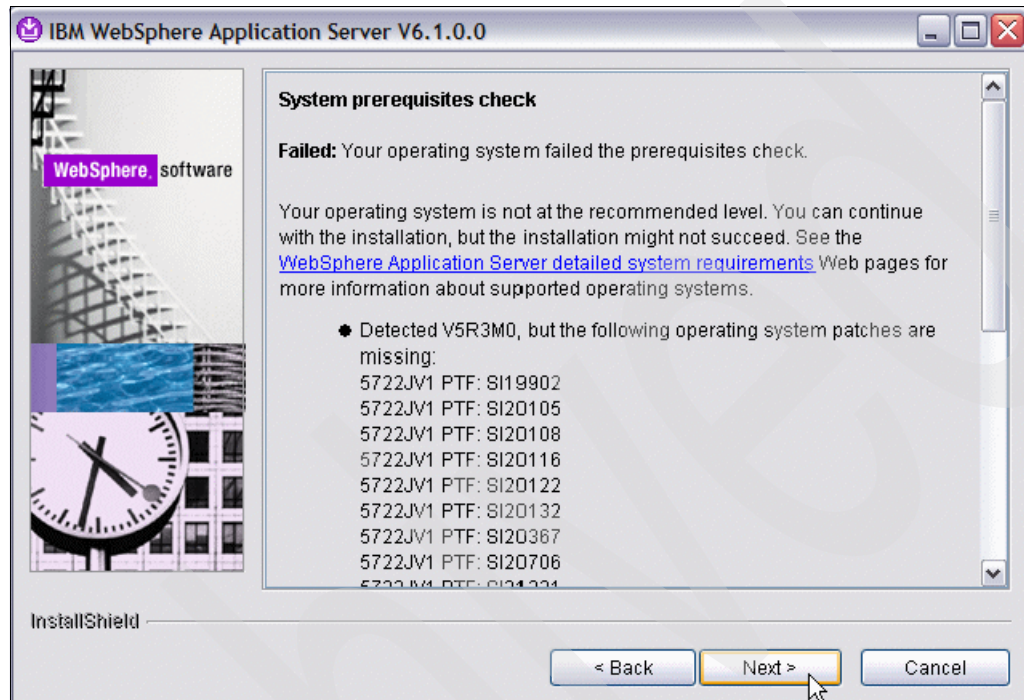 IBM WebSphere Application Server V6.1.0.0
WebSphere. software
System prerequisites check
Failed: Your operating system failed the prerequisites check.
Your operating system is not at the recommended level. You can continue
with the installation, but the installation might not succeed. See the
WebSphere Application Server detailed system requirements Web pages for
more information about supported operating systems.
Detected V5R3M0, but the following operating system patches are
missing:
5722JV1 PTF: SI19902
5722JV1 PTF: SI20105
5722JV1 PTF: SI20108
5722JV1 PTF: SI20116
5722JV1 PTF: SI20122
5722JV1 PTF: SI20132
5722JV1 PTF: SI20367
5722JV1 PTF: SI20706
5722JV1 PTF:
InstallShield
< Back
Next >
Cancel